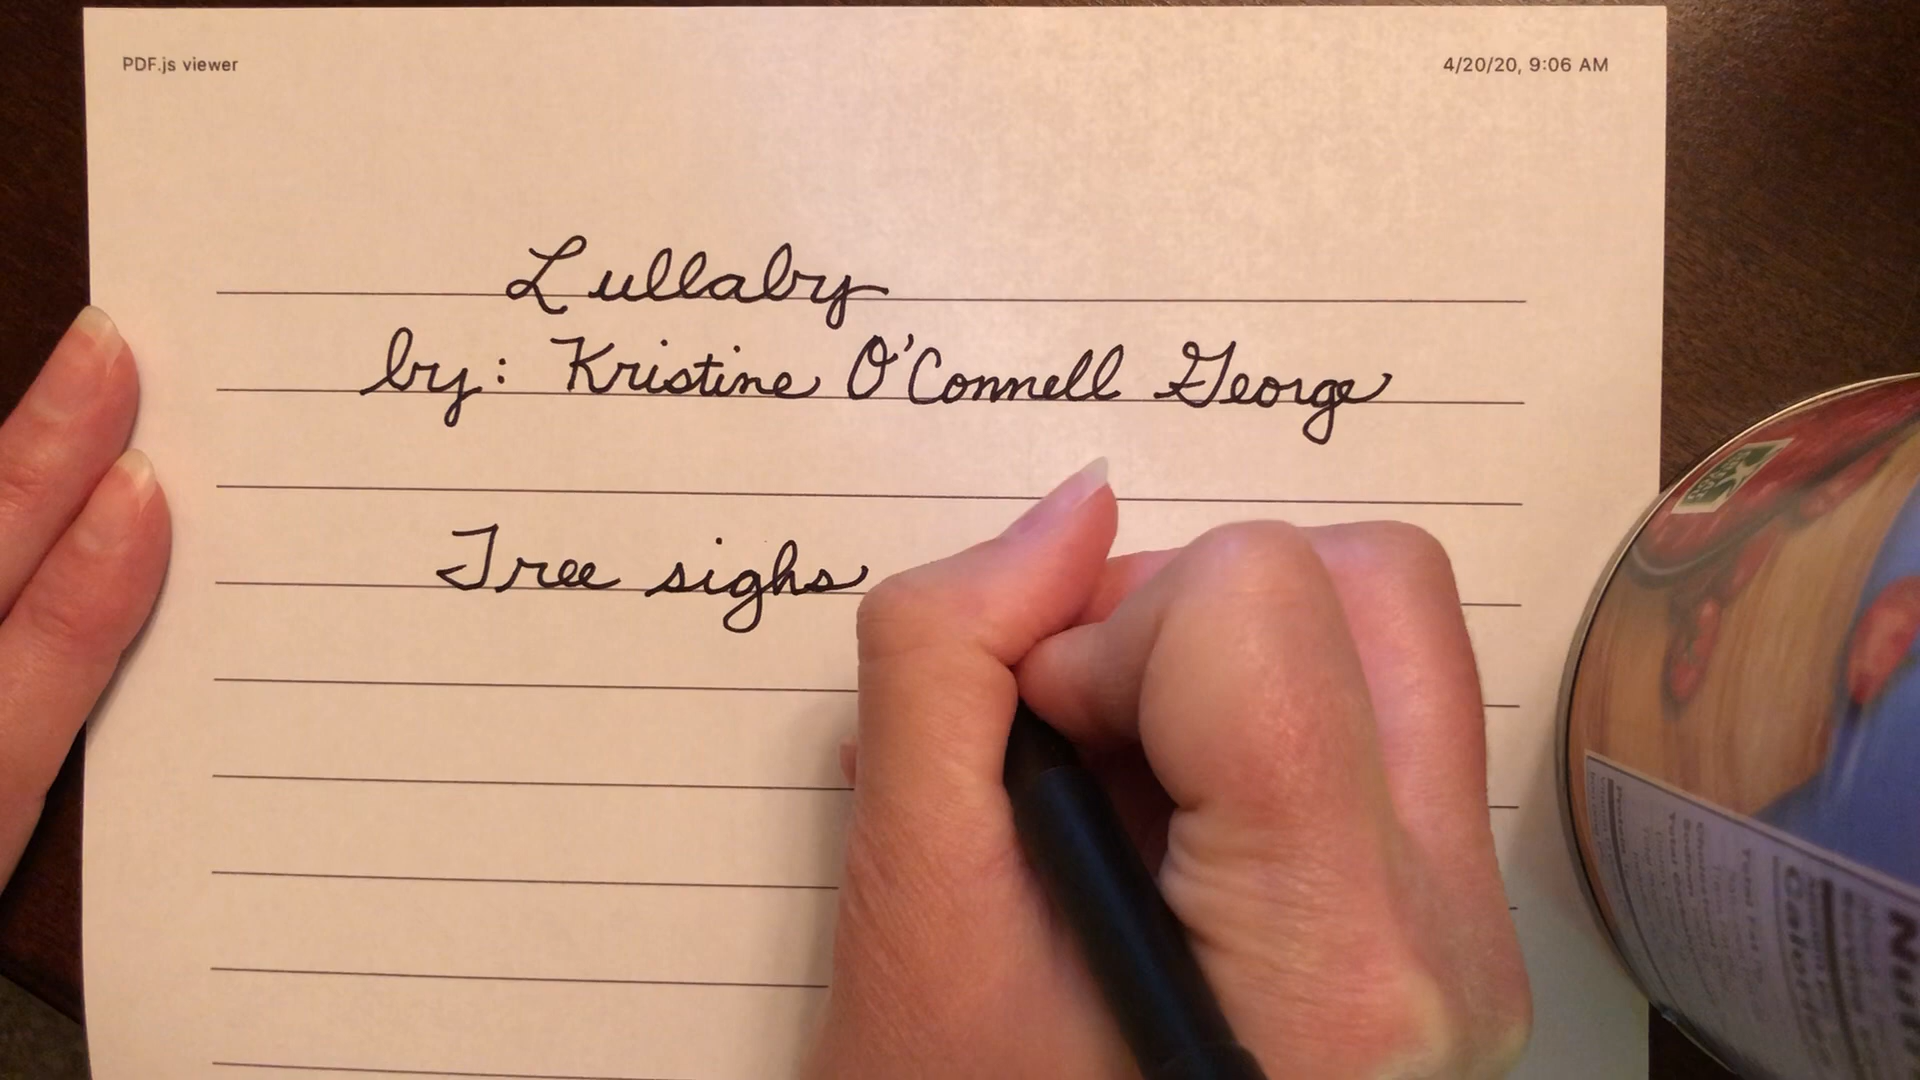 PDF.js viewer 4/20/20, 9:06 AM
Lullaby
by: Kristine O'Connell George
Tree sighs